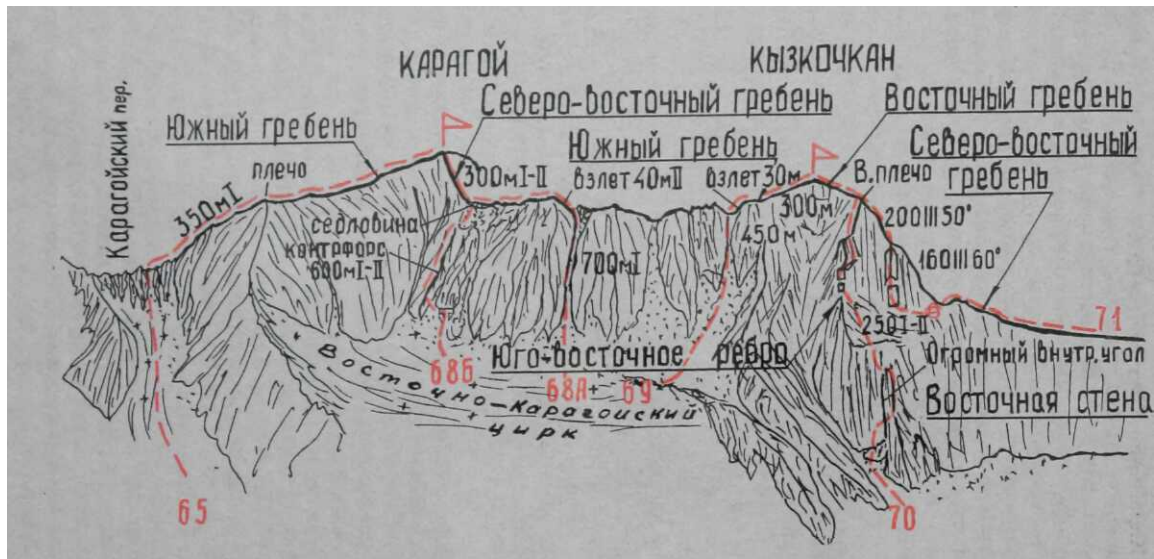 КАРАГОЙ
КЫЗКОЧКАН
Карагойский пер.
Южный гребень
Северо-восточный гребень
Восточный гребень
плечо
300мI-II
Южный гребень
взлет 40мII
взлет 30м
В.плечо
Северо-восточный
гребень
350мI
седловина
контрфорс
600мI-II
700мI
300м
450м
200III50°
160III60°
250I-II
71
Юго-восточное ребро
Огромный внутр.угол
Восточная стена
68Б
68А
69
Восточно-Карагойский
цирк
65
70